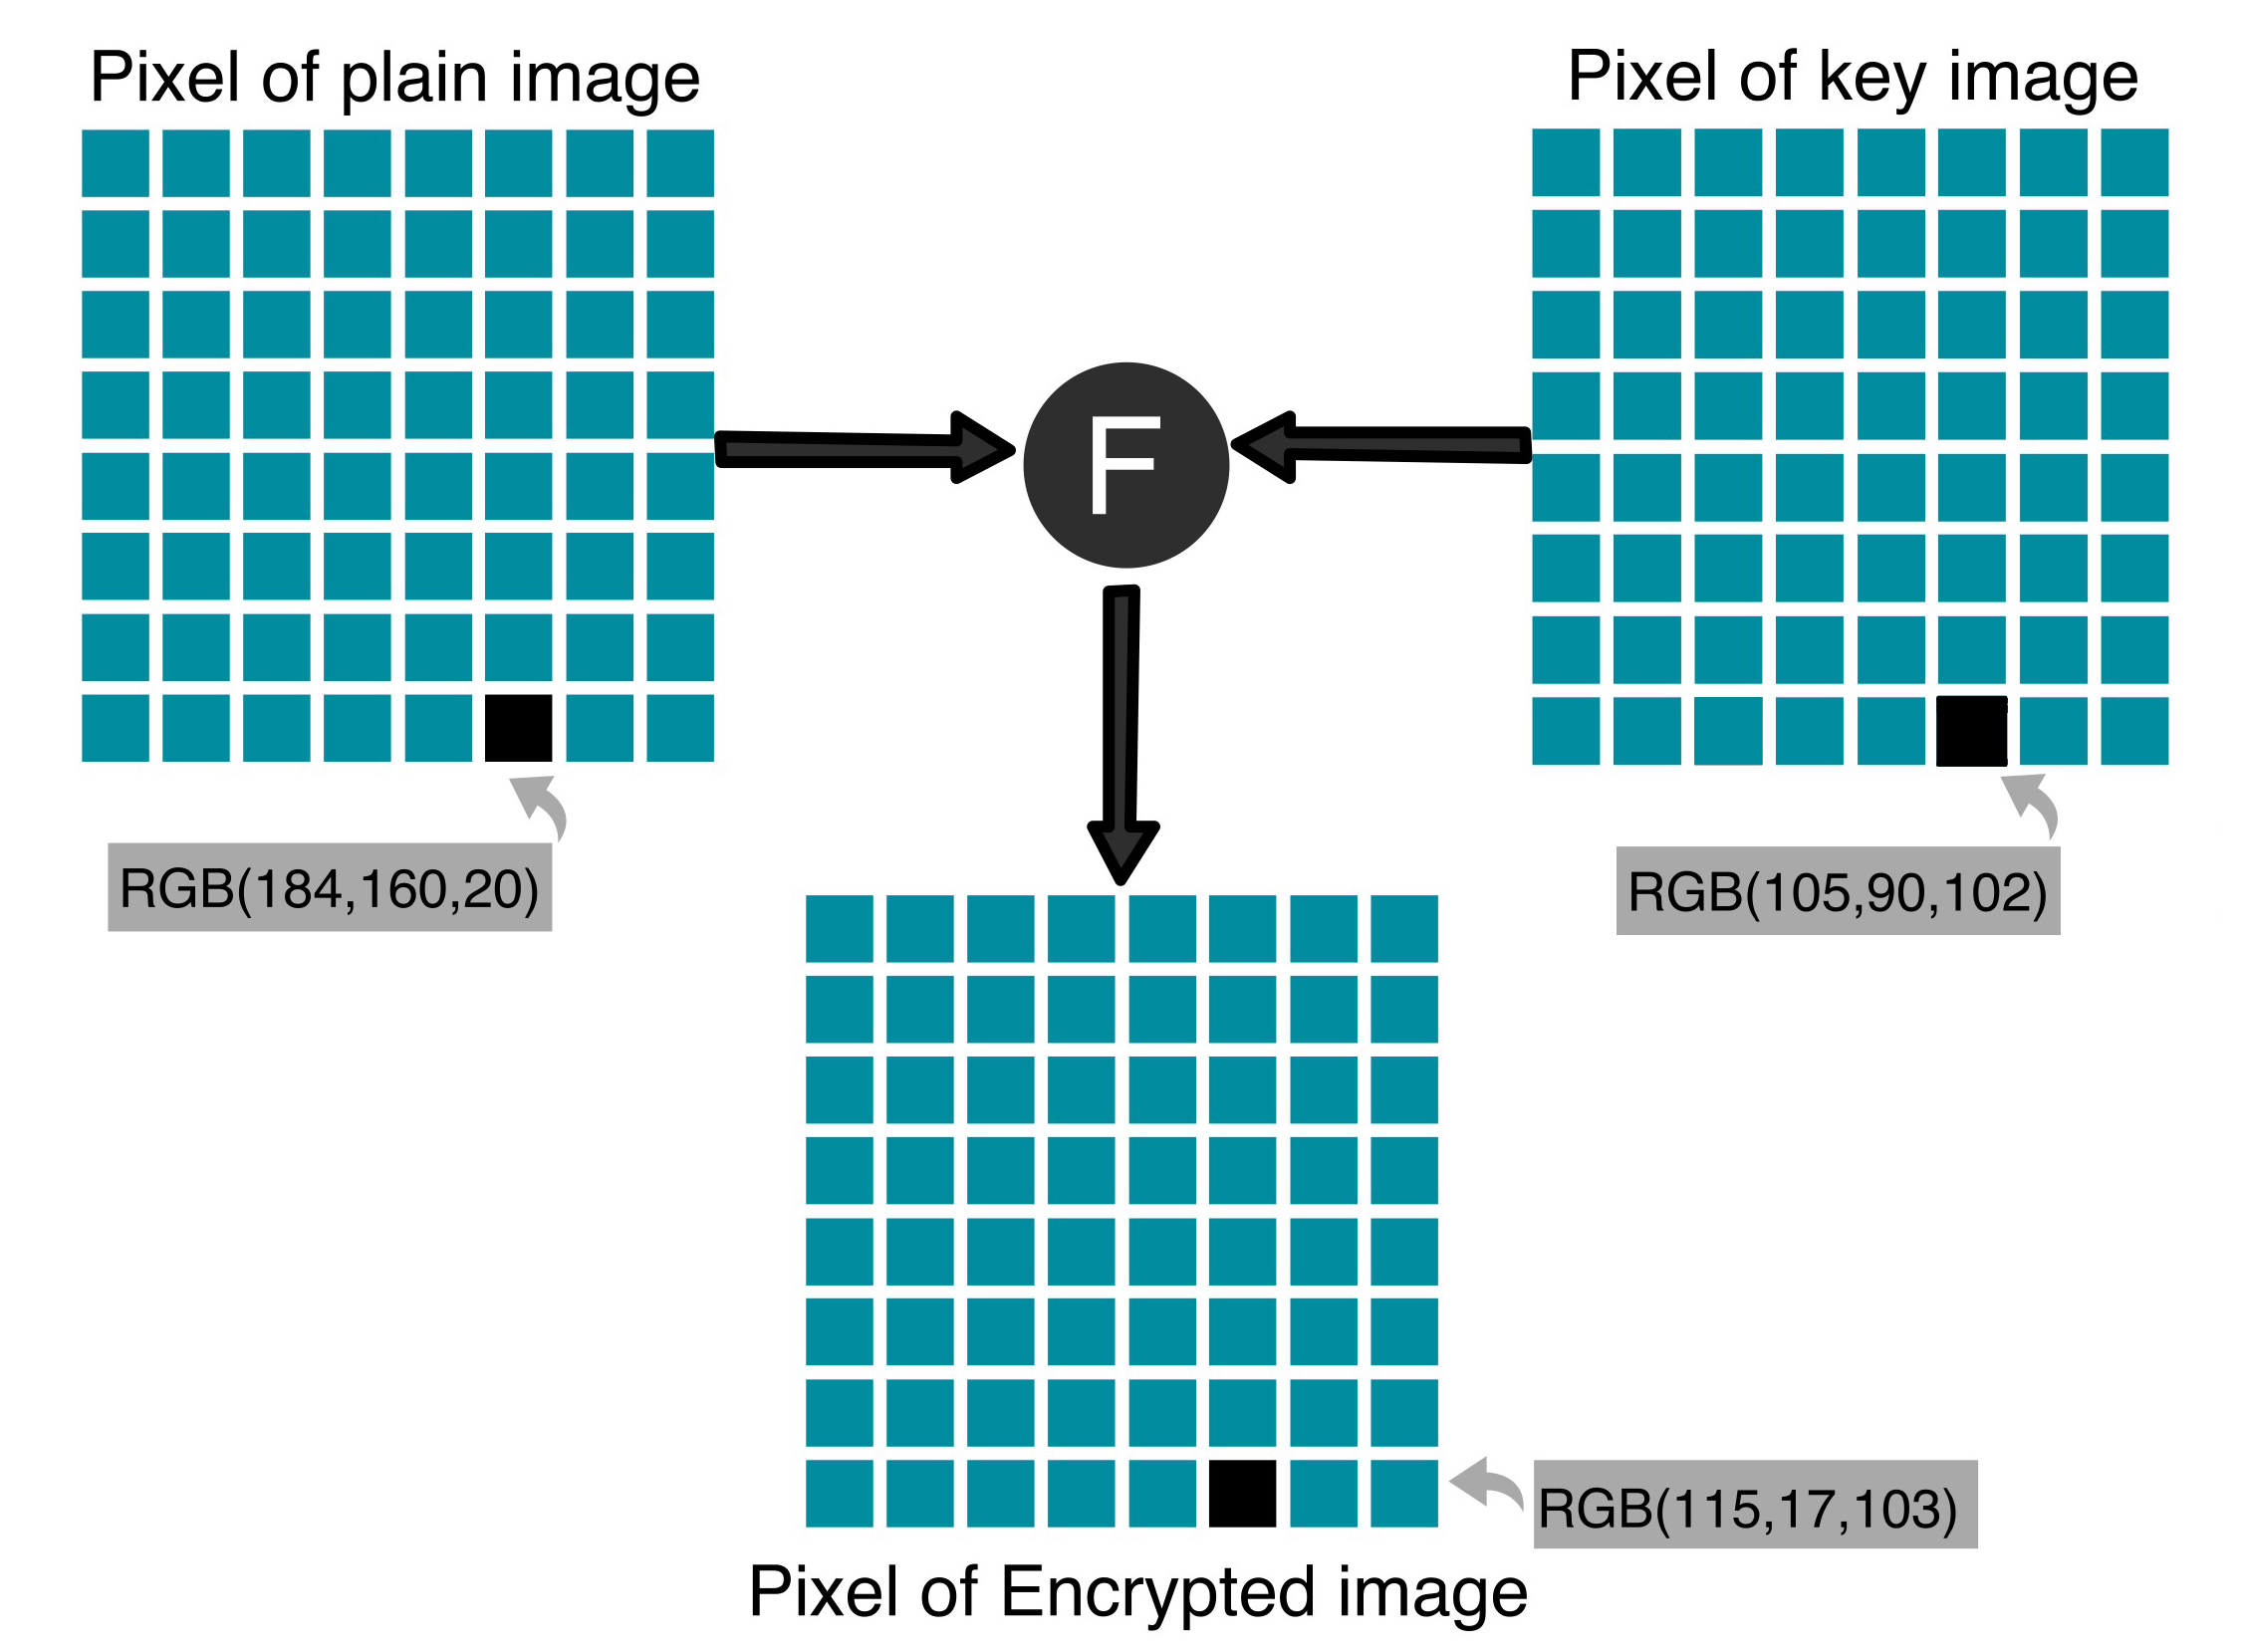 Pixel of plain image
Pixel of key image
F
RGB(184,160,20)
RGB(105,90,102)
RGB(115,17,103)
Pixel of Encrypted image